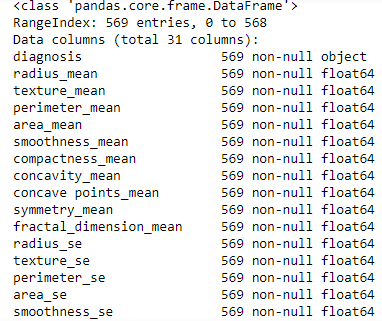 <class 'pandas.core.frame.DataFrame'>
RangeIndex: 569 entries, 0 to 568
Data columns (total 31 columns):
diagnosis                  569 non-null object
radius_mean                569 non-null float64
texture_mean               569 non-null float64
perimeter_mean             569 non-null float64
area_mean                  569 non-null float64
smoothness_mean            569 non-null float64
compactness_mean           569 non-null float64
concavity_mean             569 non-null float64
concave points_mean        569 non-null float64
symmetry_mean              569 non-null float64
fractal_dimension_mean     569 non-null float64
radius_se                  569 non-null float64
texture_se                 569 non-null float64
perimeter_se               569 non-null float64
area_se                    569 non-null float64
smoothness_se              569 non-null float64